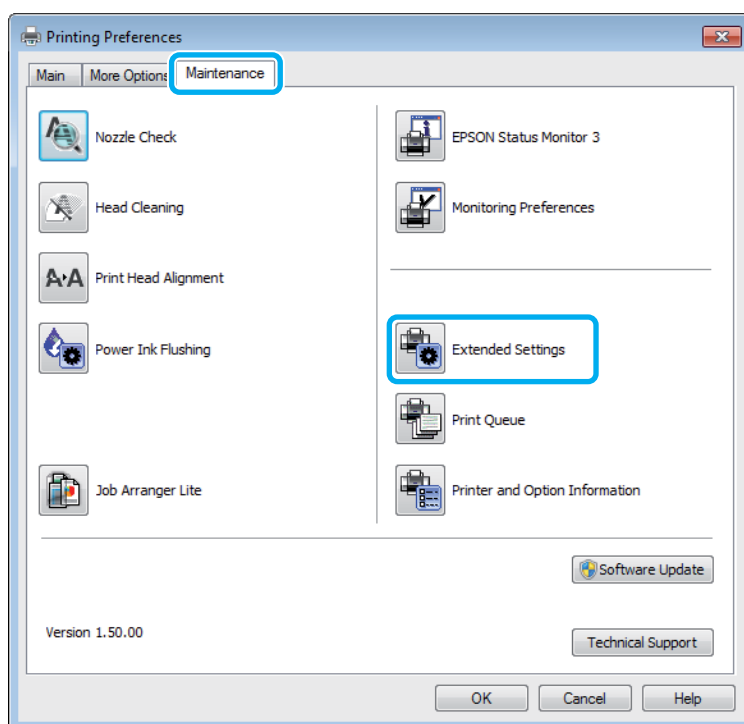 Printing Preferences
Main
More Options
Maintenance
Nozzle Check
Head Cleaning
Print Head Alignment
Power Ink Flushing
Job Arranger Lite
EPSON Status Monitor 3
Monitoring Preferences
Extended Settings
Print Queue
Printer and Option Information
Software Update
Version 1.50.00
Technical Support
OK
Cancel
Help